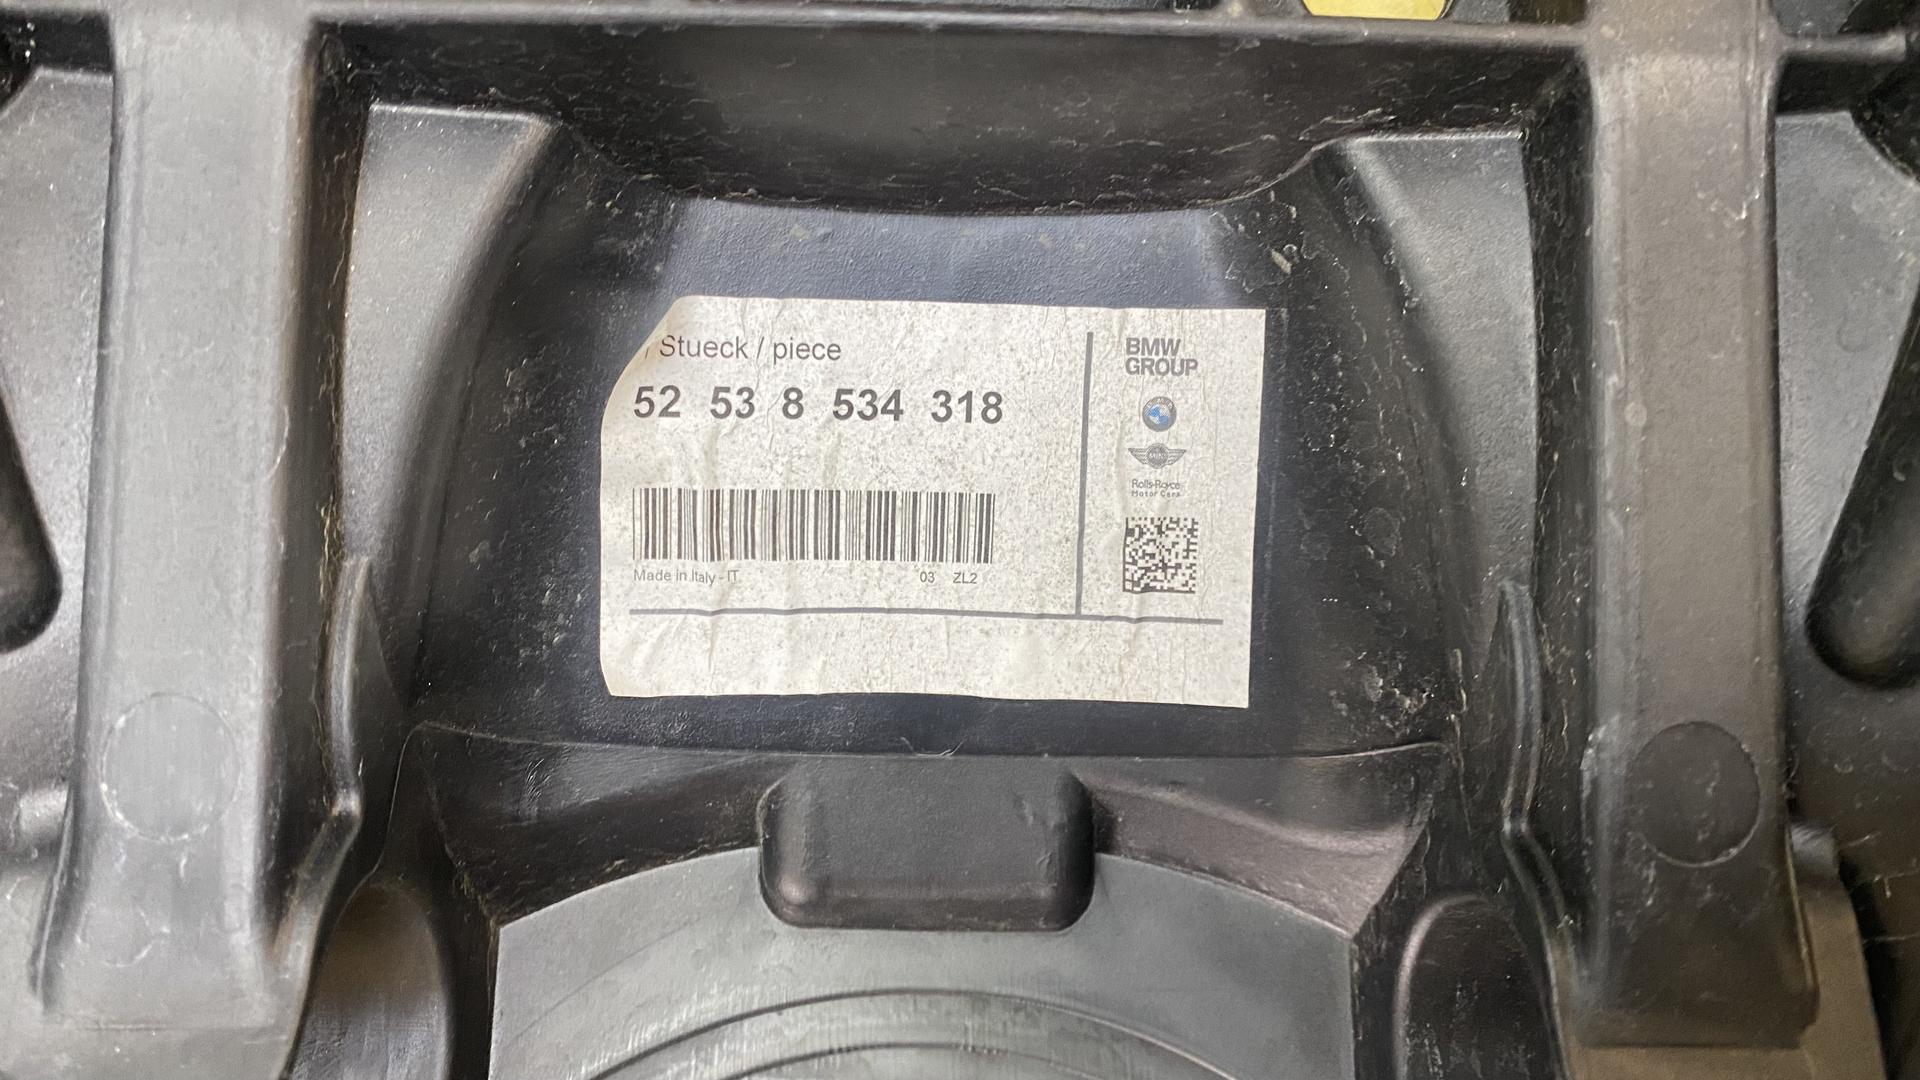 Stueck / piece
52 53 8 534 318
Made in Italy - IT
03 ZL2
BMW
GROUP
MINI
Rolls-Royce
Motor Cars